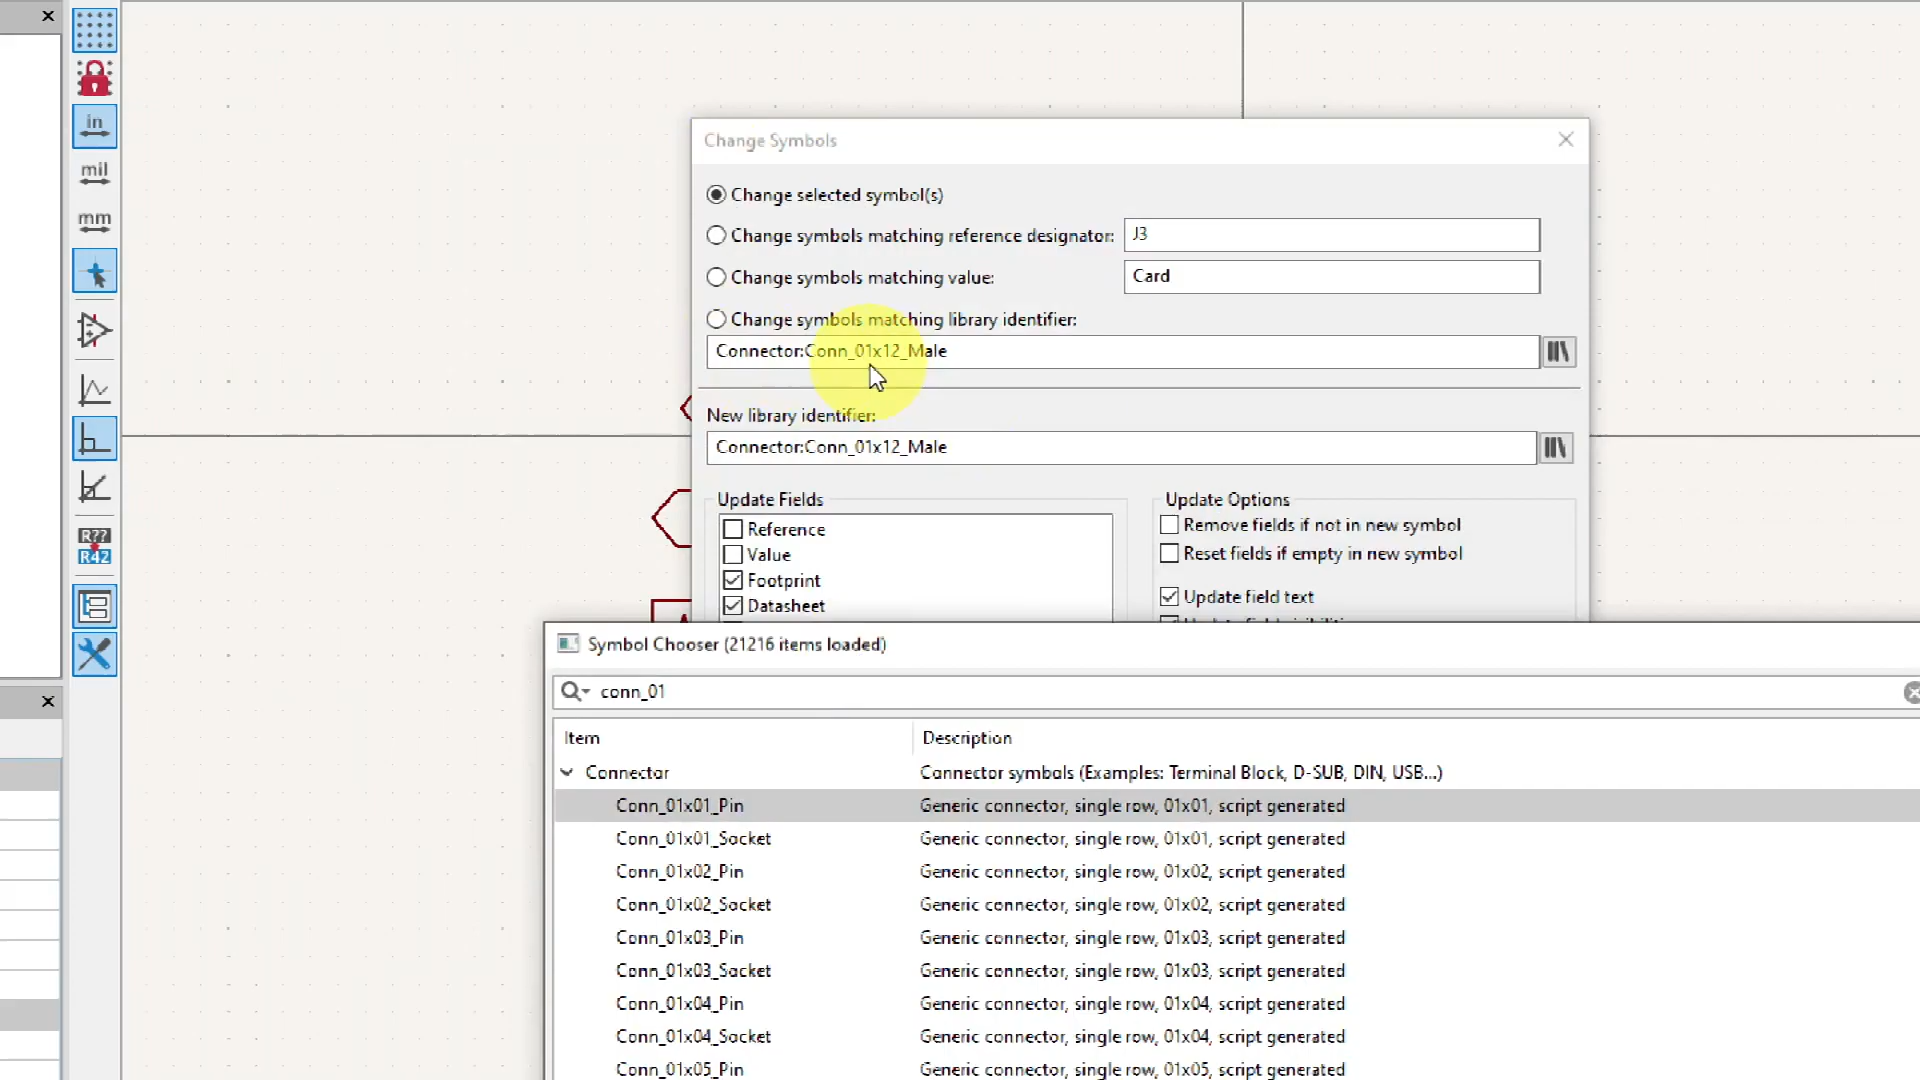 in
mil
mm
R??
R42
Change Symbols
Change selected symbol(s)
Change symbols matching reference designator:
J3
Change symbols matching value:
Card
Change symbols matching library identifier:
Connector:Conn_01x12_Male
New library identifier:
Connector:Conn_01x12_Male
Update Fields
Reference
Value
Footprint
Datasheet
Update Options
Remove fields if not in new symbol
Reset fields if empty in new symbol
Update field text
Symbol Chooser (21216 items loaded)
conn_01
Item Description
Connector Connector symbols (Examples: Terminal Block, D-SUB, DIN, USB...)
Conn_01x01_Pin Generic connector, single row, 01x01, script generated
Conn_01x01_Socket Generic connector, single row, 01x01, script generated
Conn_01x02_Pin Generic connector, single row, 01x02, script generated
Conn_01x02_Socket Generic connector, single row, 01x02, script generated
Conn_01x03_Pin Generic connector, single row, 01x03, script generated
Conn_01x03_Socket Generic connector, single row, 01x03, script generated
Conn_01x04_Pin Generic connector, single row, 01x04, script generated
Conn_01x04_Socket Generic connector, single row, 01x04, script generated
Conn_01x05_Pin Generic connector, single row, 01x05, script generated